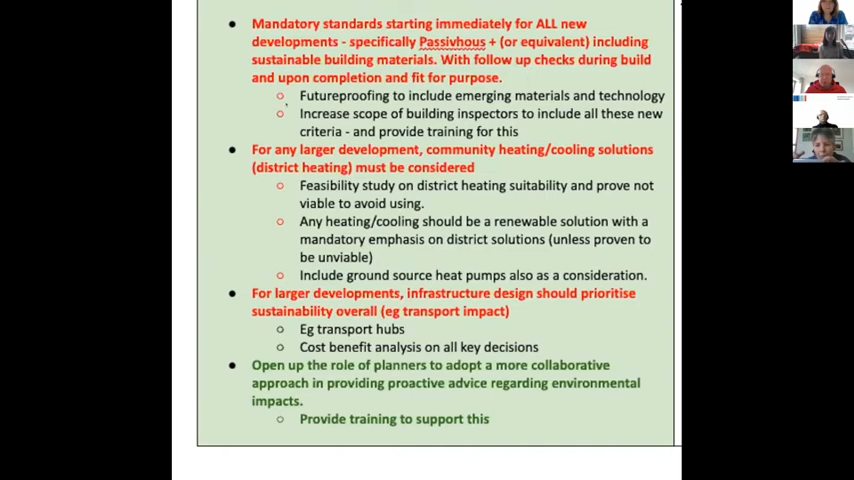 ● Mandatory standards starting immediately for ALL new
developments - specifically Passivhous + (or equivalent) including
sustainable building materials. With follow up checks during build
and upon completion and fit for purpose.
○ Futureproofing to include emerging materials and technology
○ Increase scope of building inspectors to include all these new
criteria - and provide training for this
● For any larger development, community heating/cooling solutions
(district heating) must be considered
○ Feasibility study on district heating suitability and prove not
viable to avoid using.
○ Any heating/cooling should be a renewable solution with a
mandatory emphasis on district solutions (unless proven to
be unviable)
○ Include ground source heat pumps also as a consideration.
● For larger developments, infrastructure design should prioritise
sustainability overall (eg transport impact)
○ Eg transport hubs
○ Cost benefit analysis on all key decisions
● Open up the role of planners to adopt a more collaborative
approach in providing proactive advice regarding environmental
impacts.
○ Provide training to support this